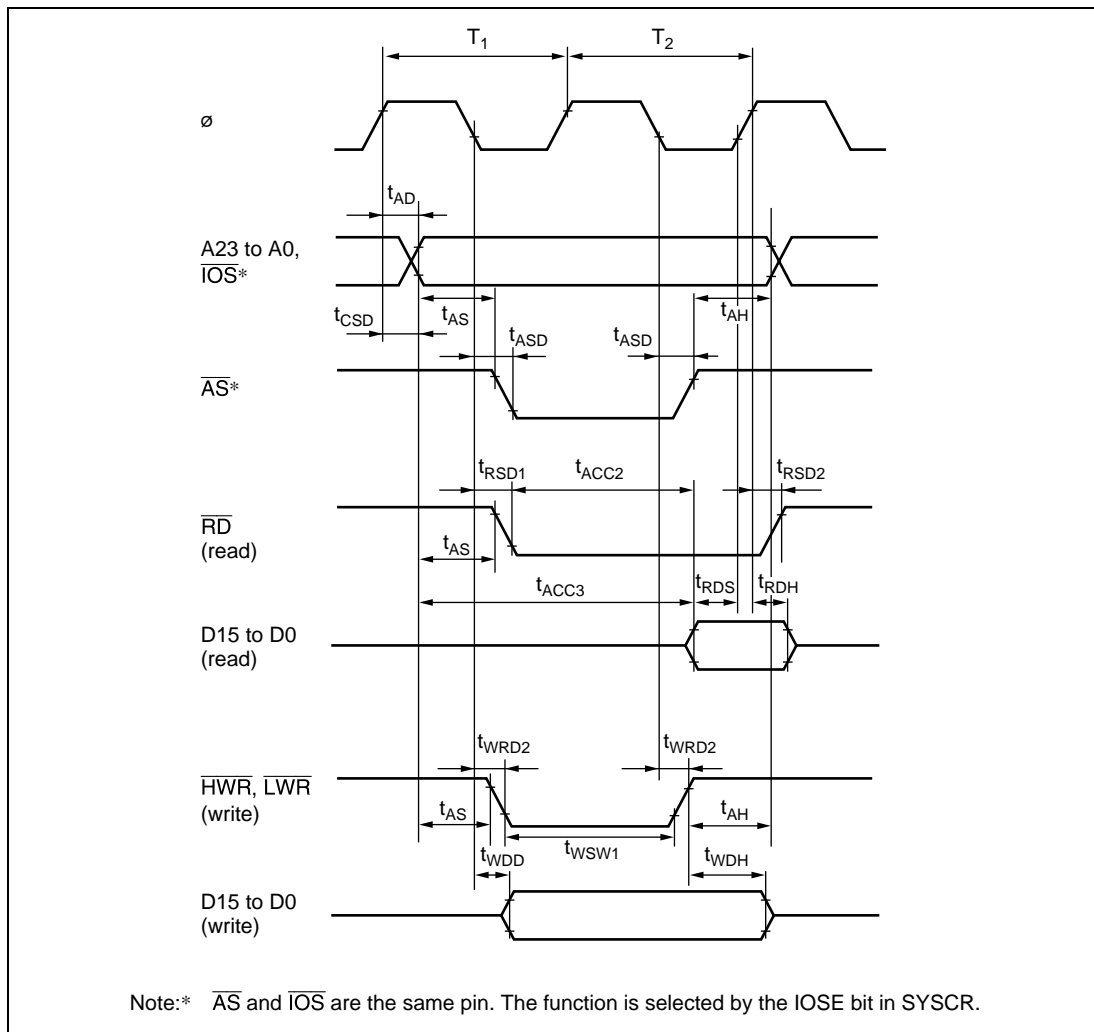 T1 T2
ø
tAD
A23 to A0,
IOS*
tCSD tAS tAH
tASD tASD
AS*
tRSD1 tACC2 tRSD2
RD
(read)
tAS
tACC3 tRDS tRDH
D15 to D0
(read)
tWRD2 tWRD2
HWR, LWR
(write)
tAS tAH
tWSW1
tWDD tWDH
D15 to D0
(write)
Note:* AS and IOS are the same pin. The function is selected by the IOSE bit in SYSCR.